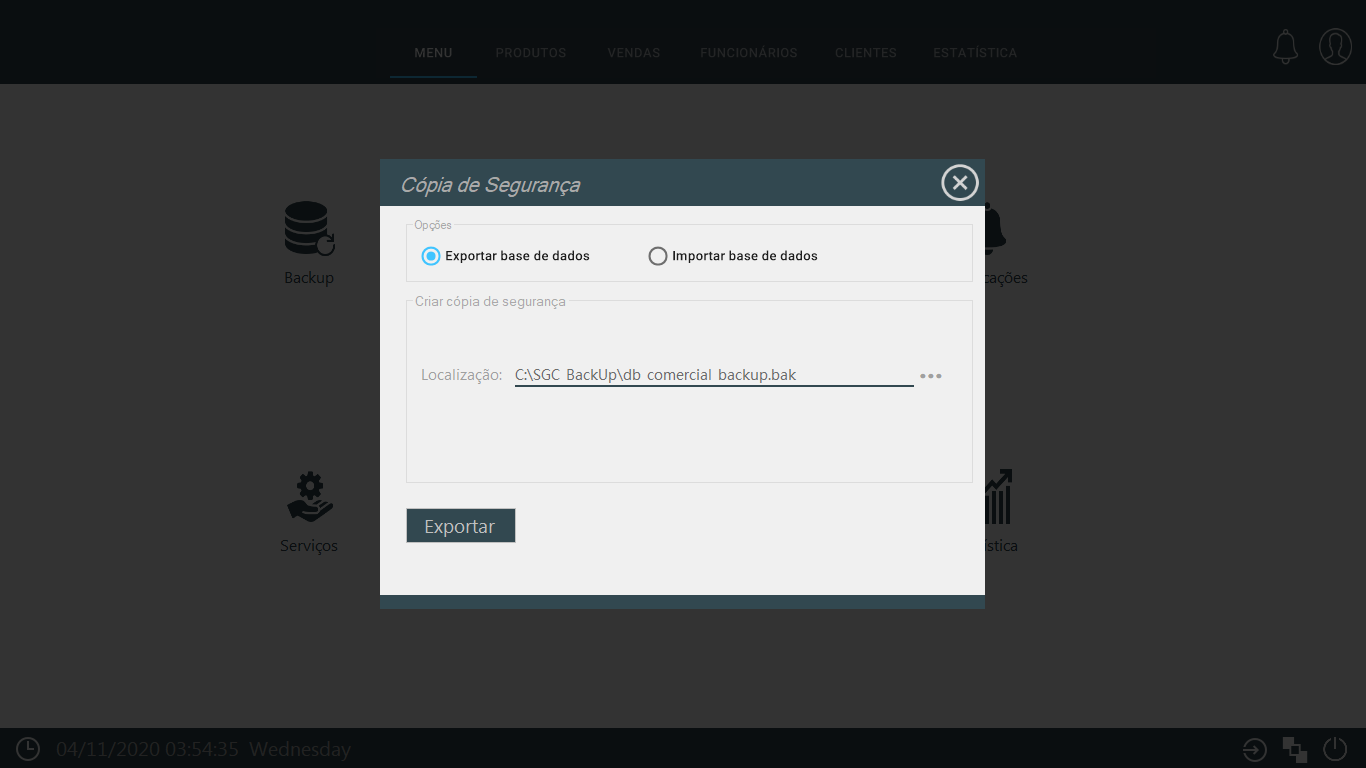 MENU PRODUTOS VENDAS FUNCIONÁRIOS CLIENTES ESTATÍSTICA
Cópia de Segurança
Opções
Exportar base de dados Importar base de dados
Backup cações
Criar cópia de segurança
Localização: C:\SGC_BackUp\db_comercial_backup.bak
Exportar
Serviços ística
04/11/2020 03:54:35 Wednesday